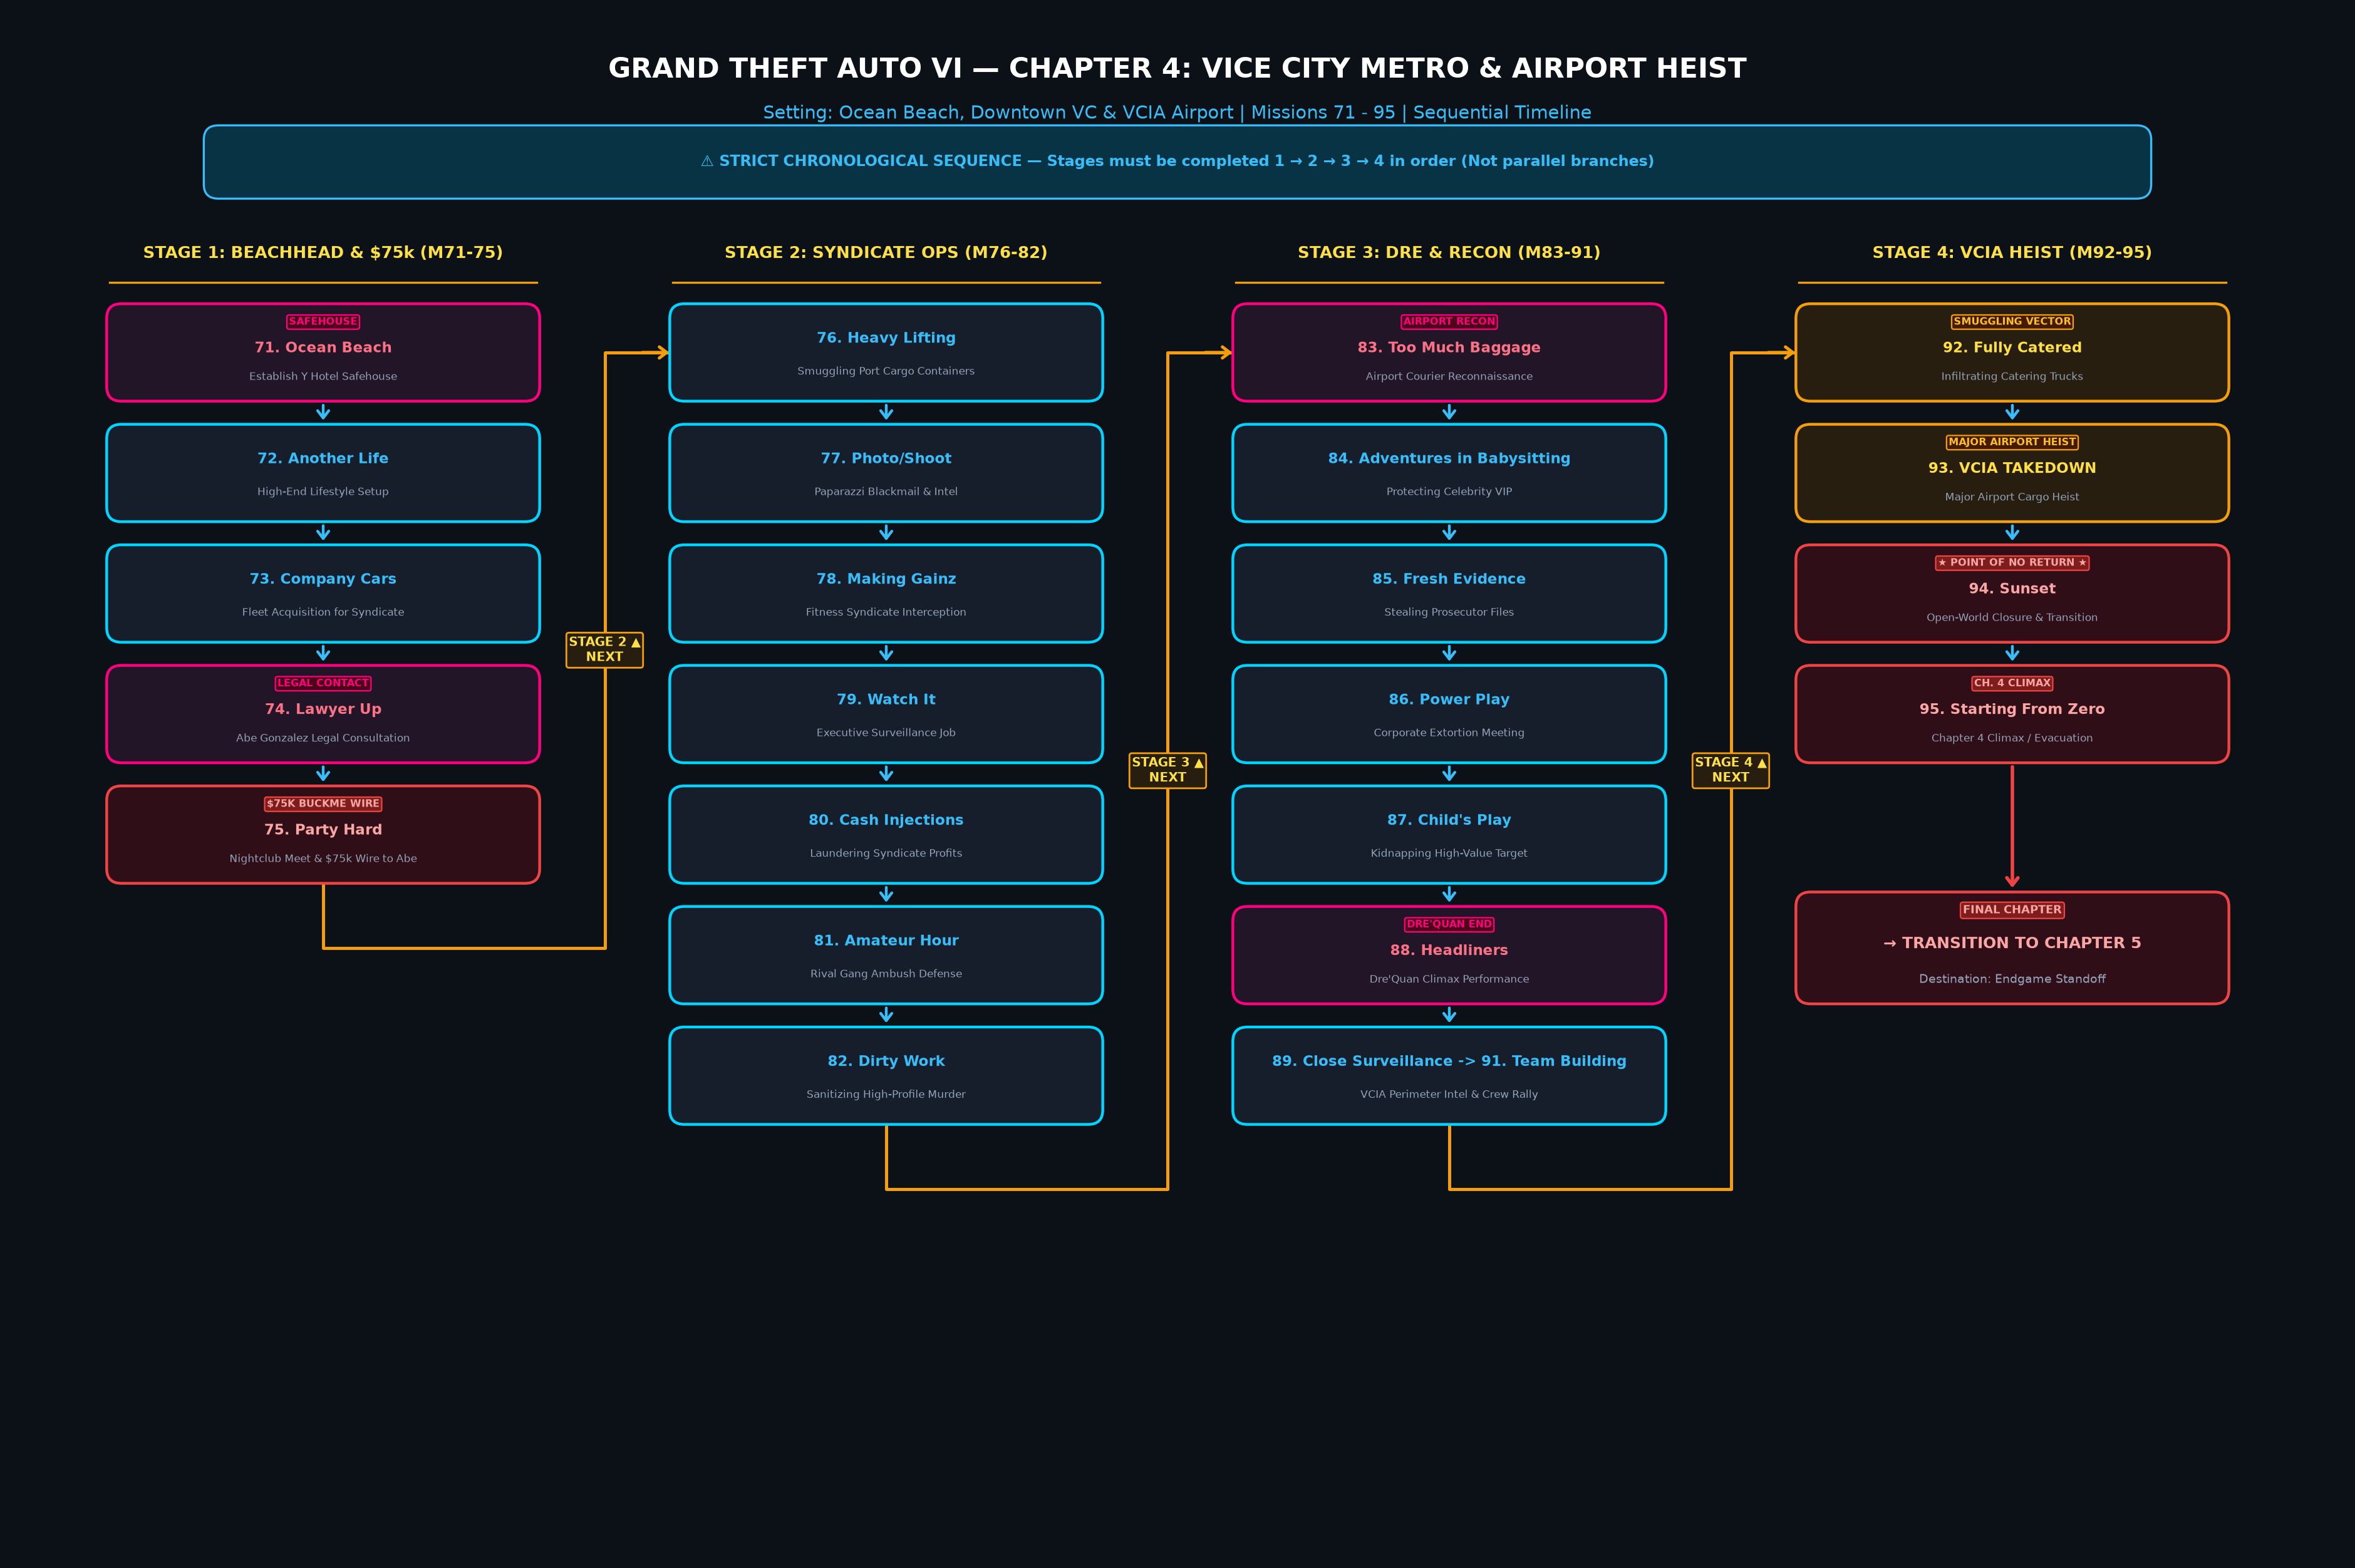 GRAND THEFT AUTO VI — CHAPTER 4: VICE CITY METRO & AIRPORT HEIST
Setting: Ocean Beach, Downtown VC & VCIA Airport | Missions 71 - 95 | Sequential Timeline
⚠ STRICT CHRONOLOGICAL SEQUENCE — Stages must be completed 1 → 2 → 3 → 4 in order (Not parallel branches)
STAGE 1: BEACHHEAD & $75k (M71-75)
SAFEHOUSE
71. Ocean Beach
Establish Y Hotel Safehouse
72. Another Life
High-End Lifestyle Setup
73. Company Cars
Fleet Acquisition for Syndicate
LEGAL CONTACT
74. Lawyer Up
Abe Gonzalez Legal Consultation
$75K BUCKME WIRE
75. Party Hard
Nightclub Meet & $75k Wire to Abe
STAGE 2 ▲
NEXT
STAGE 2: SYNDICATE OPS (M76-82)
76. Heavy Lifting
Smuggling Port Cargo Containers
77. Photo/Shoot
Paparazzi Blackmail & Intel
78. Making Gainz
Fitness Syndicate Interception
79. Watch It
Executive Surveillance Job
80. Cash Injections
Laundering Syndicate Profits
81. Amateur Hour
Rival Gang Ambush Defense
82. Dirty Work
Sanitizing High-Profile Murder
STAGE 3 ▲
NEXT
STAGE 3: DRE & RECON (M83-91)
AIRPORT RECON
83. Too Much Baggage
Airport Courier Reconnaissance
84. Adventures in Babysitting
Protecting Celebrity VIP
85. Fresh Evidence
Stealing Prosecutor Files
86. Power Play
Corporate Extortion Meeting
87. Child's Play
Kidnapping High-Value Target
DRE'QUAN END
88. Headliners
Dre'Quan Climax Performance
89. Close Surveillance -> 91. Team Building
VCIA Perimeter Intel & Crew Rally
STAGE 4 ▲
NEXT
STAGE 4: VCIA HEIST (M92-95)
SMUGGLING VECTOR
92. Fully Catered
Infiltrating Catering Trucks
MAJOR AIRPORT HEIST
93. VCIA TAKEDOWN
Major Airport Cargo Heist
★ POINT OF NO RETURN ★
94. Sunset
Open-World Closure & Transition
CH. 4 CLIMAX
95. Starting From Zero
Chapter 4 Climax / Evacuation
FINAL CHAPTER
→ TRANSITION TO CHAPTER 5
Destination: Endgame Standoff